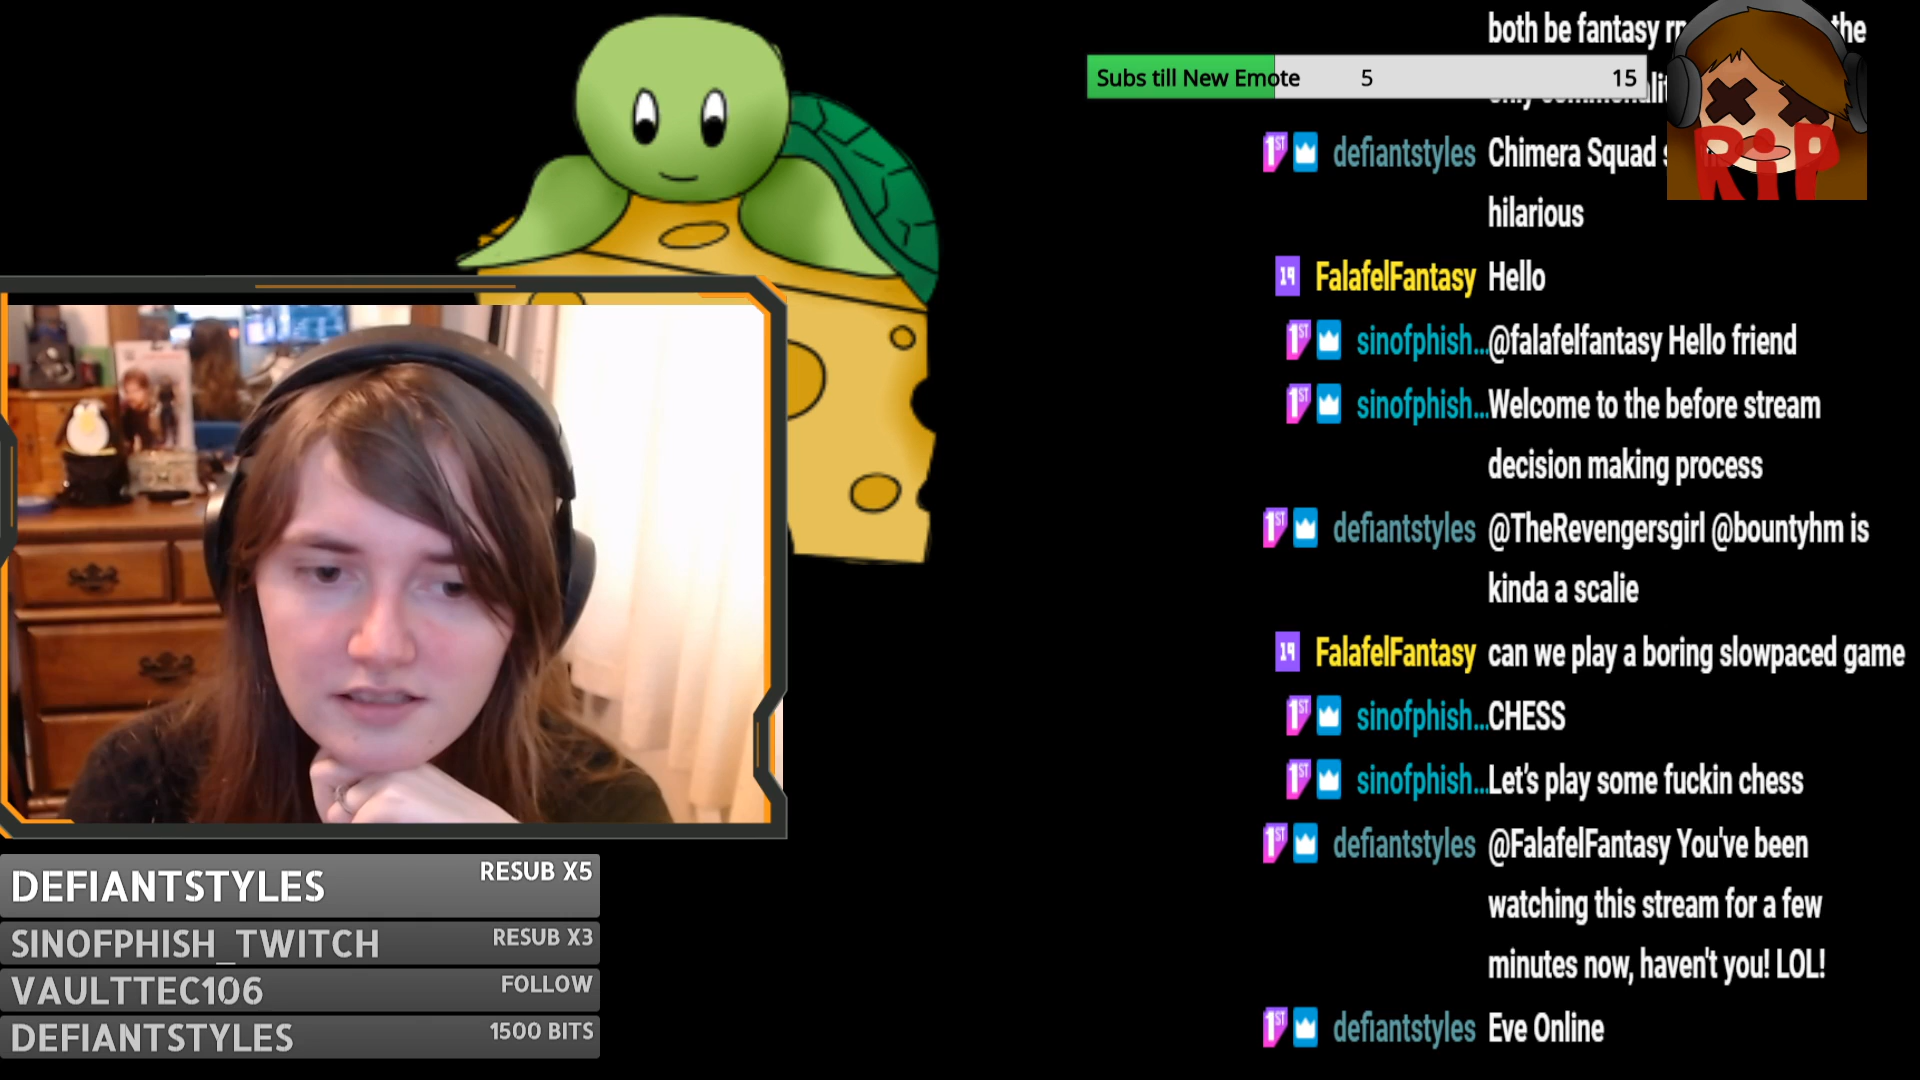 both be fantasy the
Subs till New Emote 5 15
defiantstyles Chimera Squad
hilarious
RiP
FalafelFantasy Hello
sinofphish... @falafelfantasy Hello friend
sinofphish... Welcome to the before stream
decision making process
defiantstyles @TheRevengersgirl @bountyhm is
kinda a scalie
FalafelFantasy can we play a boring slowpaced game
sinofphish... CHESS
sinofphish... Let's play some fuckin chess
defiantstyles @FalafelFantasy You've been
watching this stream for a few
minutes now, haven't you! LOL!
defiantstyles Eve Online
DEFIANTSTYLES RESUB X5
SINOFPHISH_TWITCH RESUB X3
VAULTTEC106 FOLLOW
DEFIANTSTYLES 1500 BITS